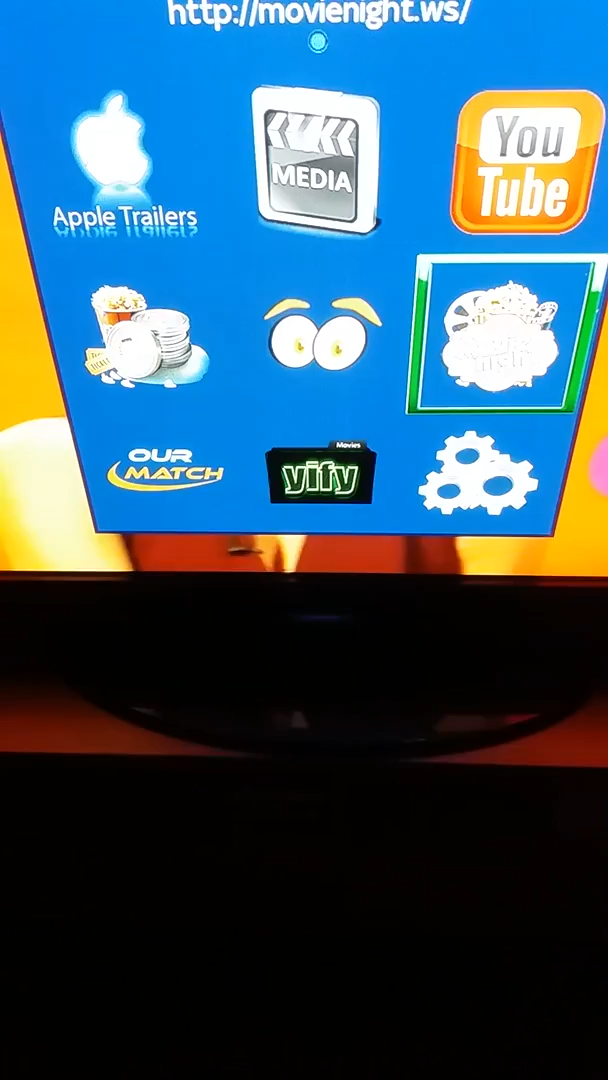 http://movienight.ws/
Apple Trailers
MEDIA
You
Tube
OUR
MATCH
Movies
yify